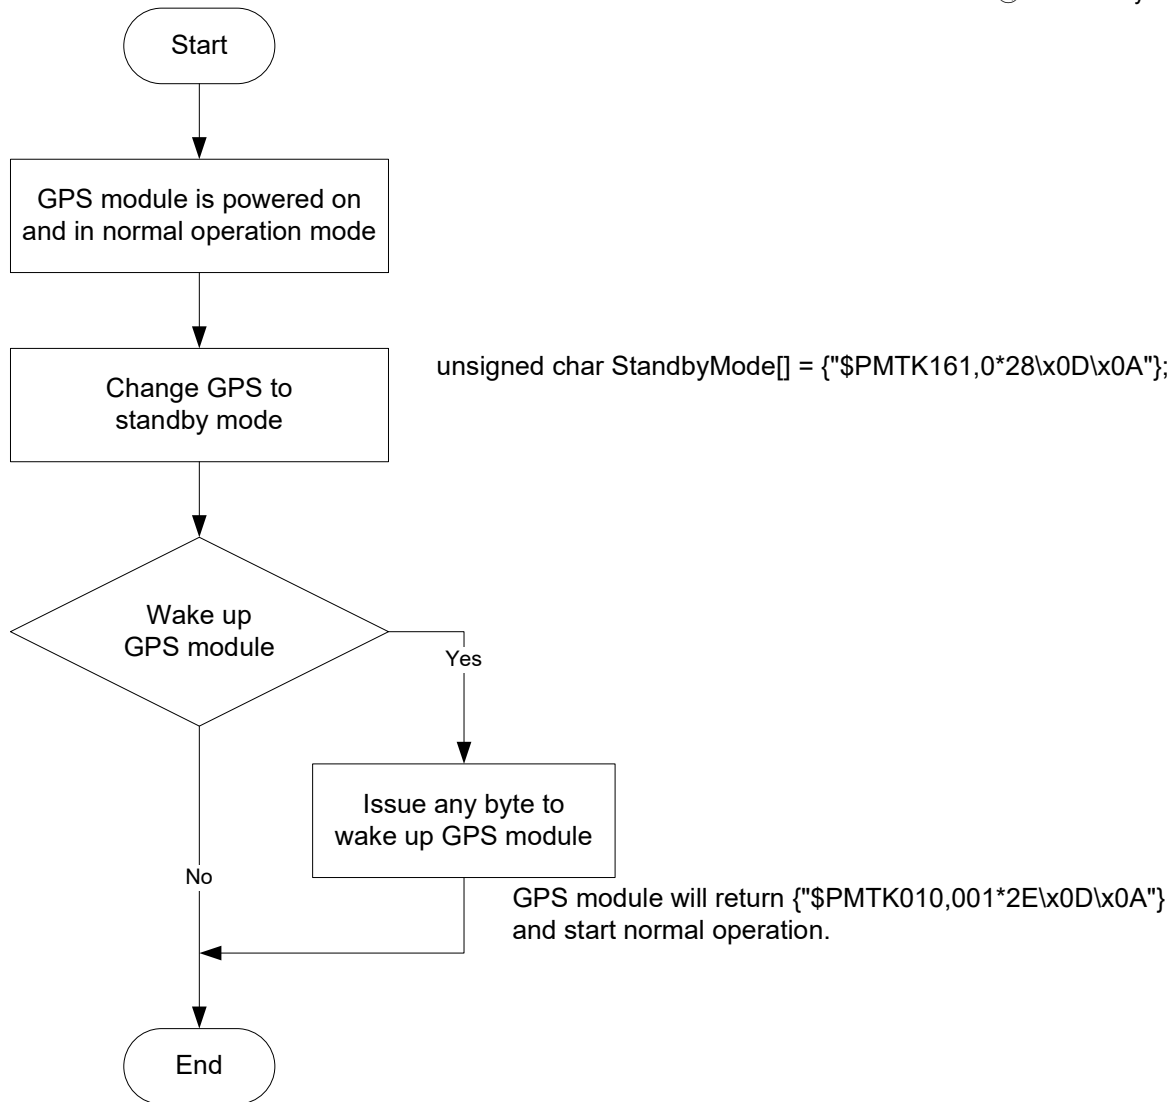 Start
GPS module is powered on
and in normal operation mode
Change GPS to
standby mode
unsigned char StandbyMode[] = {"$PMTK161,0*28\x0D\x0A"};
Wake up
GPS module
Yes
Issue any byte to
wake up GPS module
No
GPS module will return {"$PMTK010,001*2E\x0D\x0A"}
and start normal operation.
End